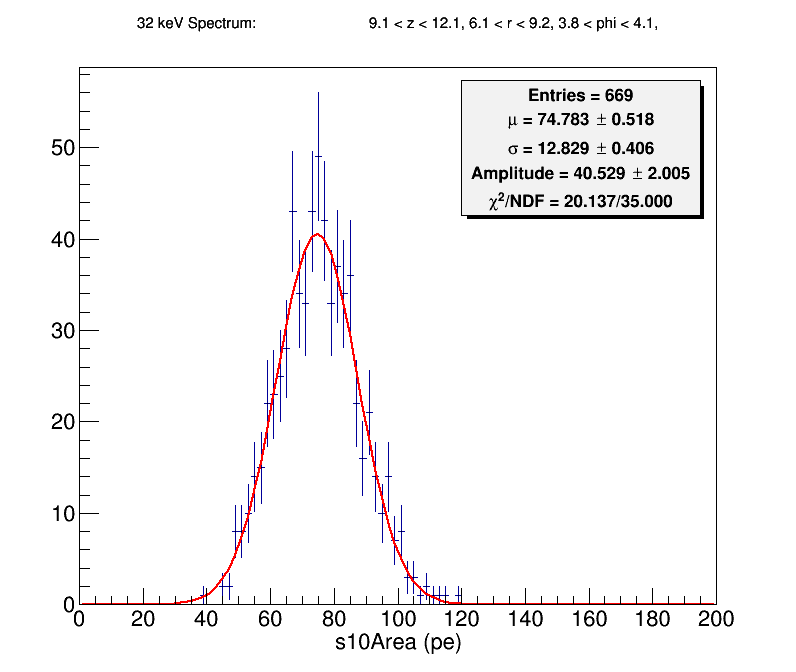 32 keV Spectrum: 9.1 < z < 12.1, 6.1 < r < 9.2, 3.8 < phi < 4.1,
Entries = 669
μ = 74.783 ± 0.518
σ = 12.829 ± 0.406
Amplitude = 40.529 ± 2.005
χ²/NDF = 20.137/35.000
50
40
30
20
10
0
0 20 40 60 80 100 120 140 160 180 200
s10Area (pe)